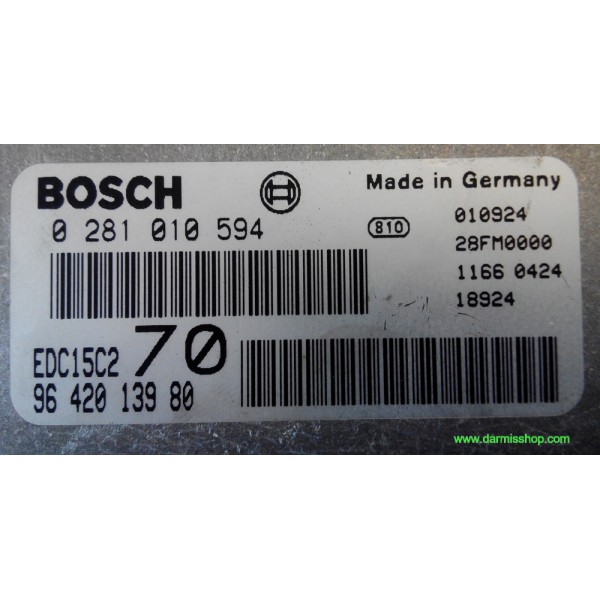 BOSCH
Made in Germany
0 281 010 594
810
010924
28FM0000
1166 0424
18924
EDC15C2 70
96 420 139 80
www.darmisshop.com